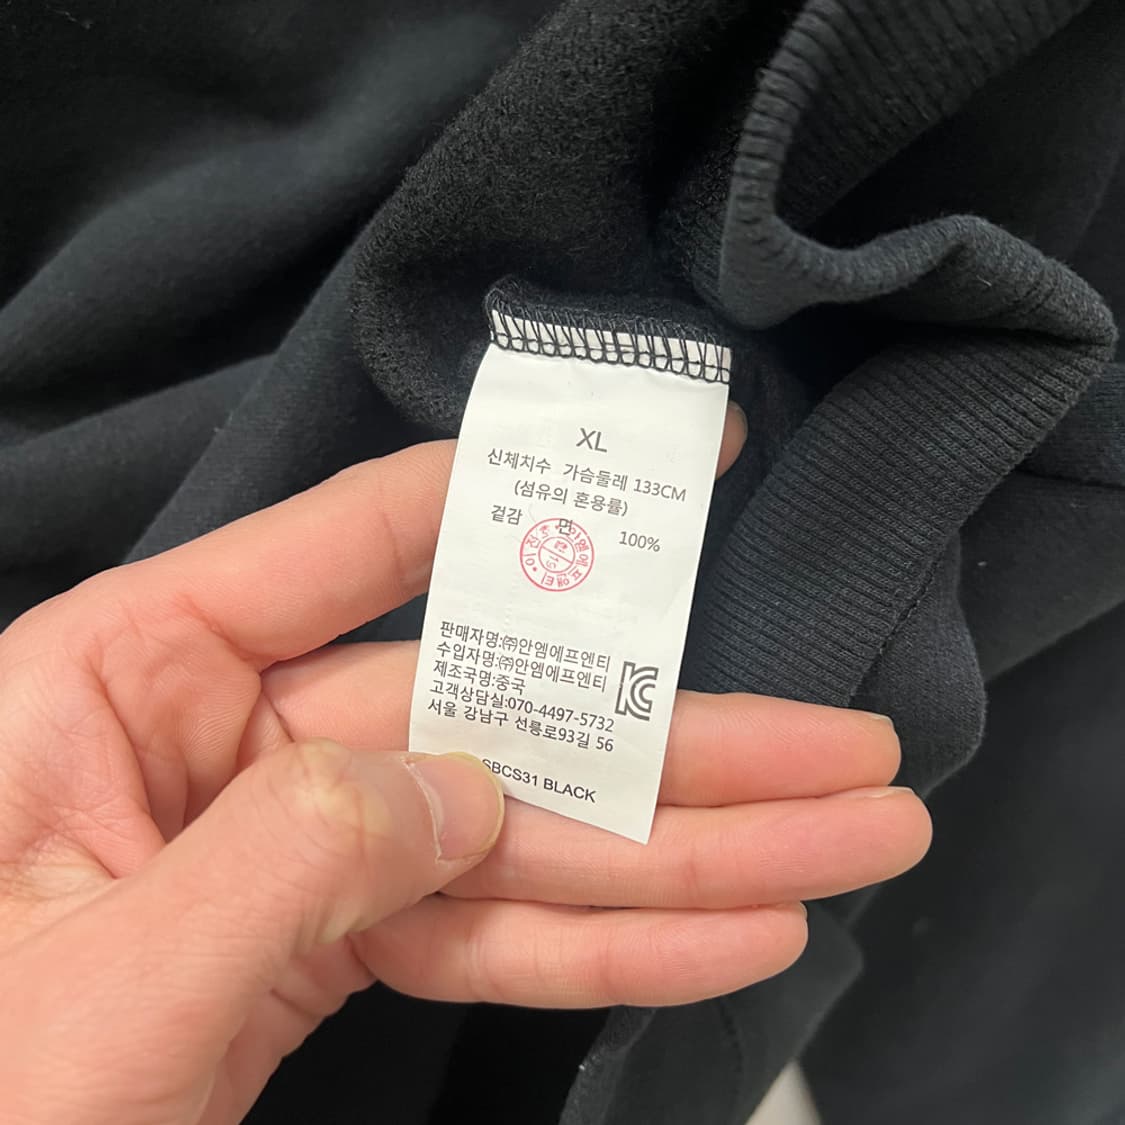 XL
신체치수 가슴둘레 133CM
(섬유의 혼용률)
겉감 면 100%
판매자명:㈜안엠에프엔티
수입자명:㈜안엠에프엔티
제조국명:중국
고객상담실:070-4497-5732
서울 강남구 선릉로93길 56
SBCS31 BLACK
KC